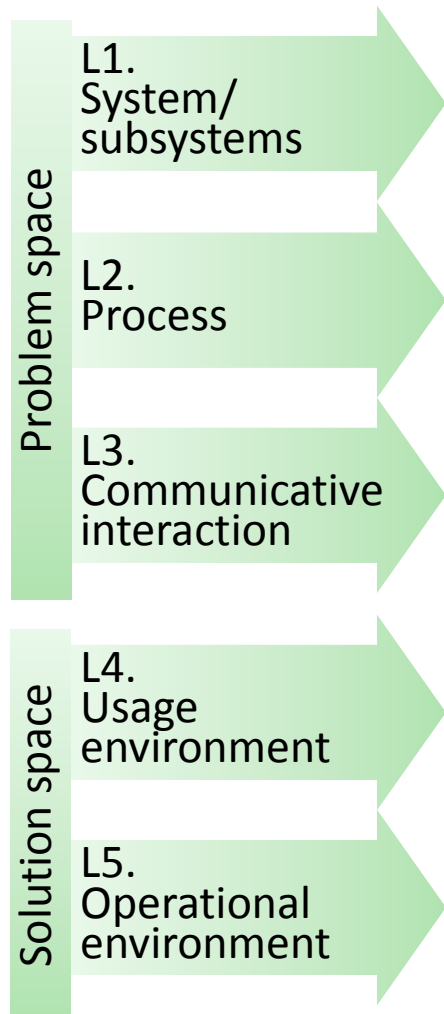 Problem space
L1.
System/
subsystems
L2.
Process
L3.
Communicative
interaction
Solution space
L4.
Usage
environment
L5.
Operational
environment